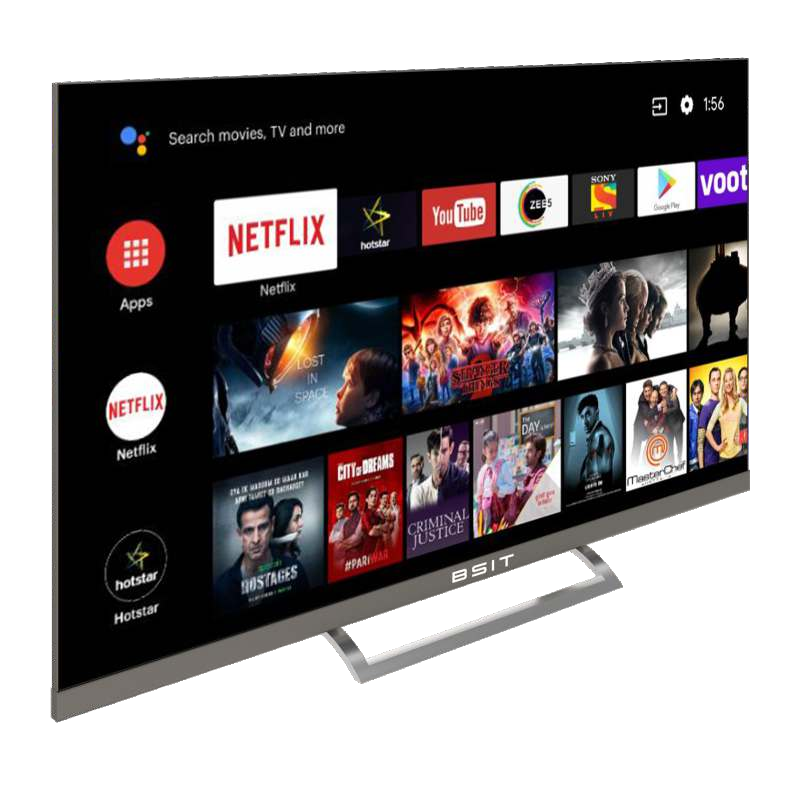 1:56
Search movies, TV and more
NETFLIX
hotstar
YouTube
ZEE5
SONY
LIV
Google Play
voot
Netflix
Apps
LOST
IN
SPACE
STRANGER
THINGS
NETFLIX
Netflix
HOSTAGES
CITY OF DREAMS
#PARIWAR
CRIMINAL
JUSTICE
THE
DAY
MasterChef
hotstar
Hotstar
BSIT